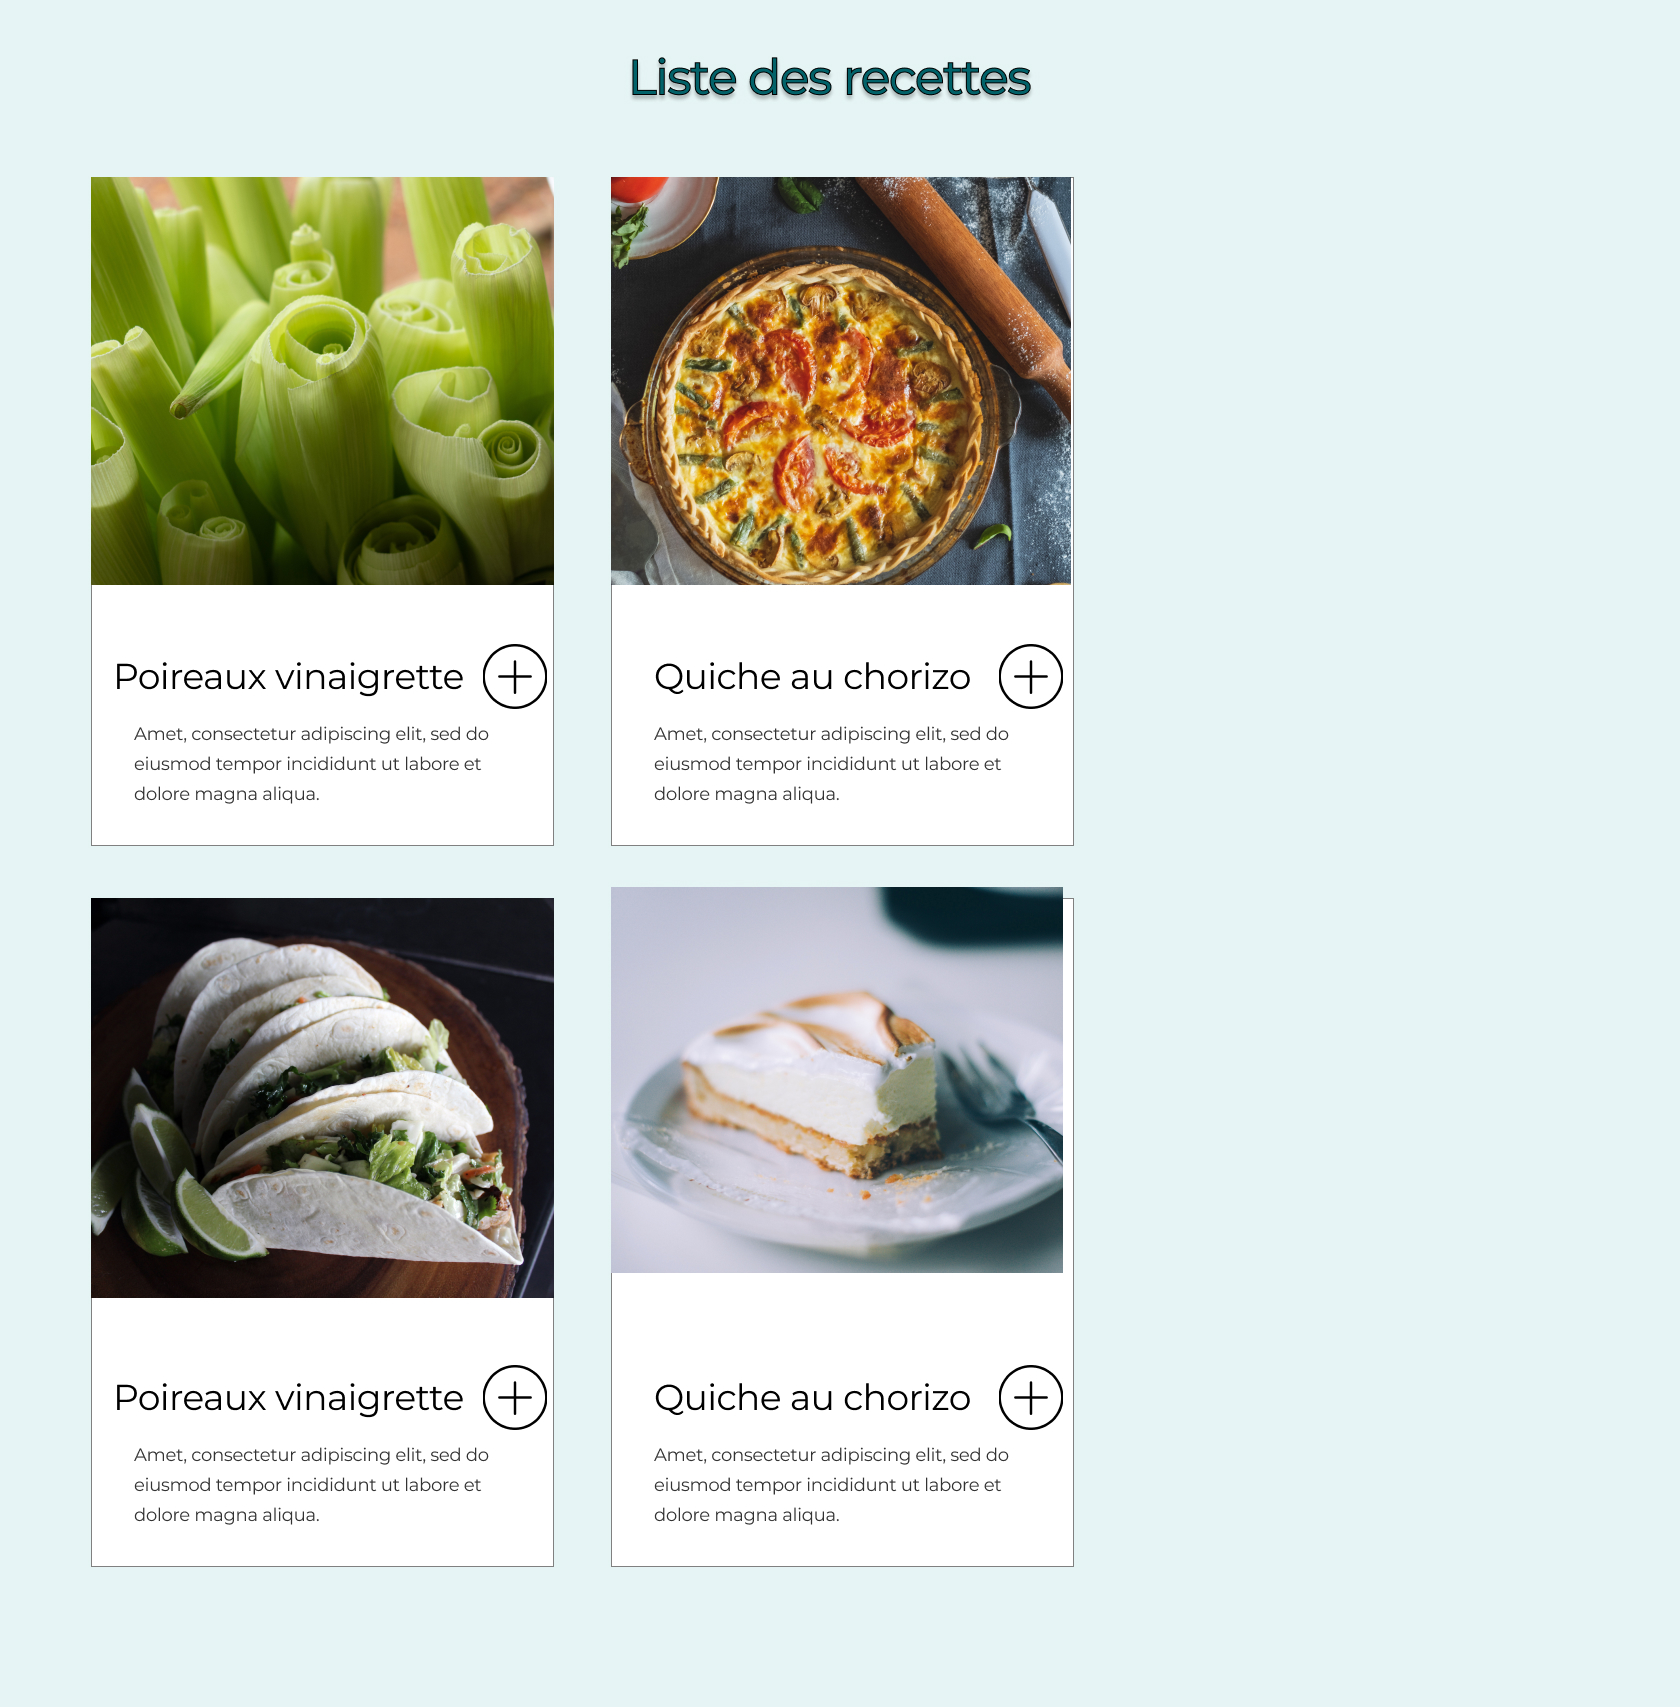 Liste des recettes
Poireaux vinaigrette
Amet, consectetur adipiscing elit, sed do
eiusmod tempor incididunt ut labore et
dolore magna aliqua.
Quiche au chorizo
Amet, consectetur adipiscing elit, sed do
eiusmod tempor incididunt ut labore et
dolore magna aliqua.
Poireaux vinaigrette
Amet, consectetur adipiscing elit, sed do
eiusmod tempor incididunt ut labore et
dolore magna aliqua.
Quiche au chorizo
Amet, consectetur adipiscing elit, sed do
eiusmod tempor incididunt ut labore et
dolore magna aliqua.